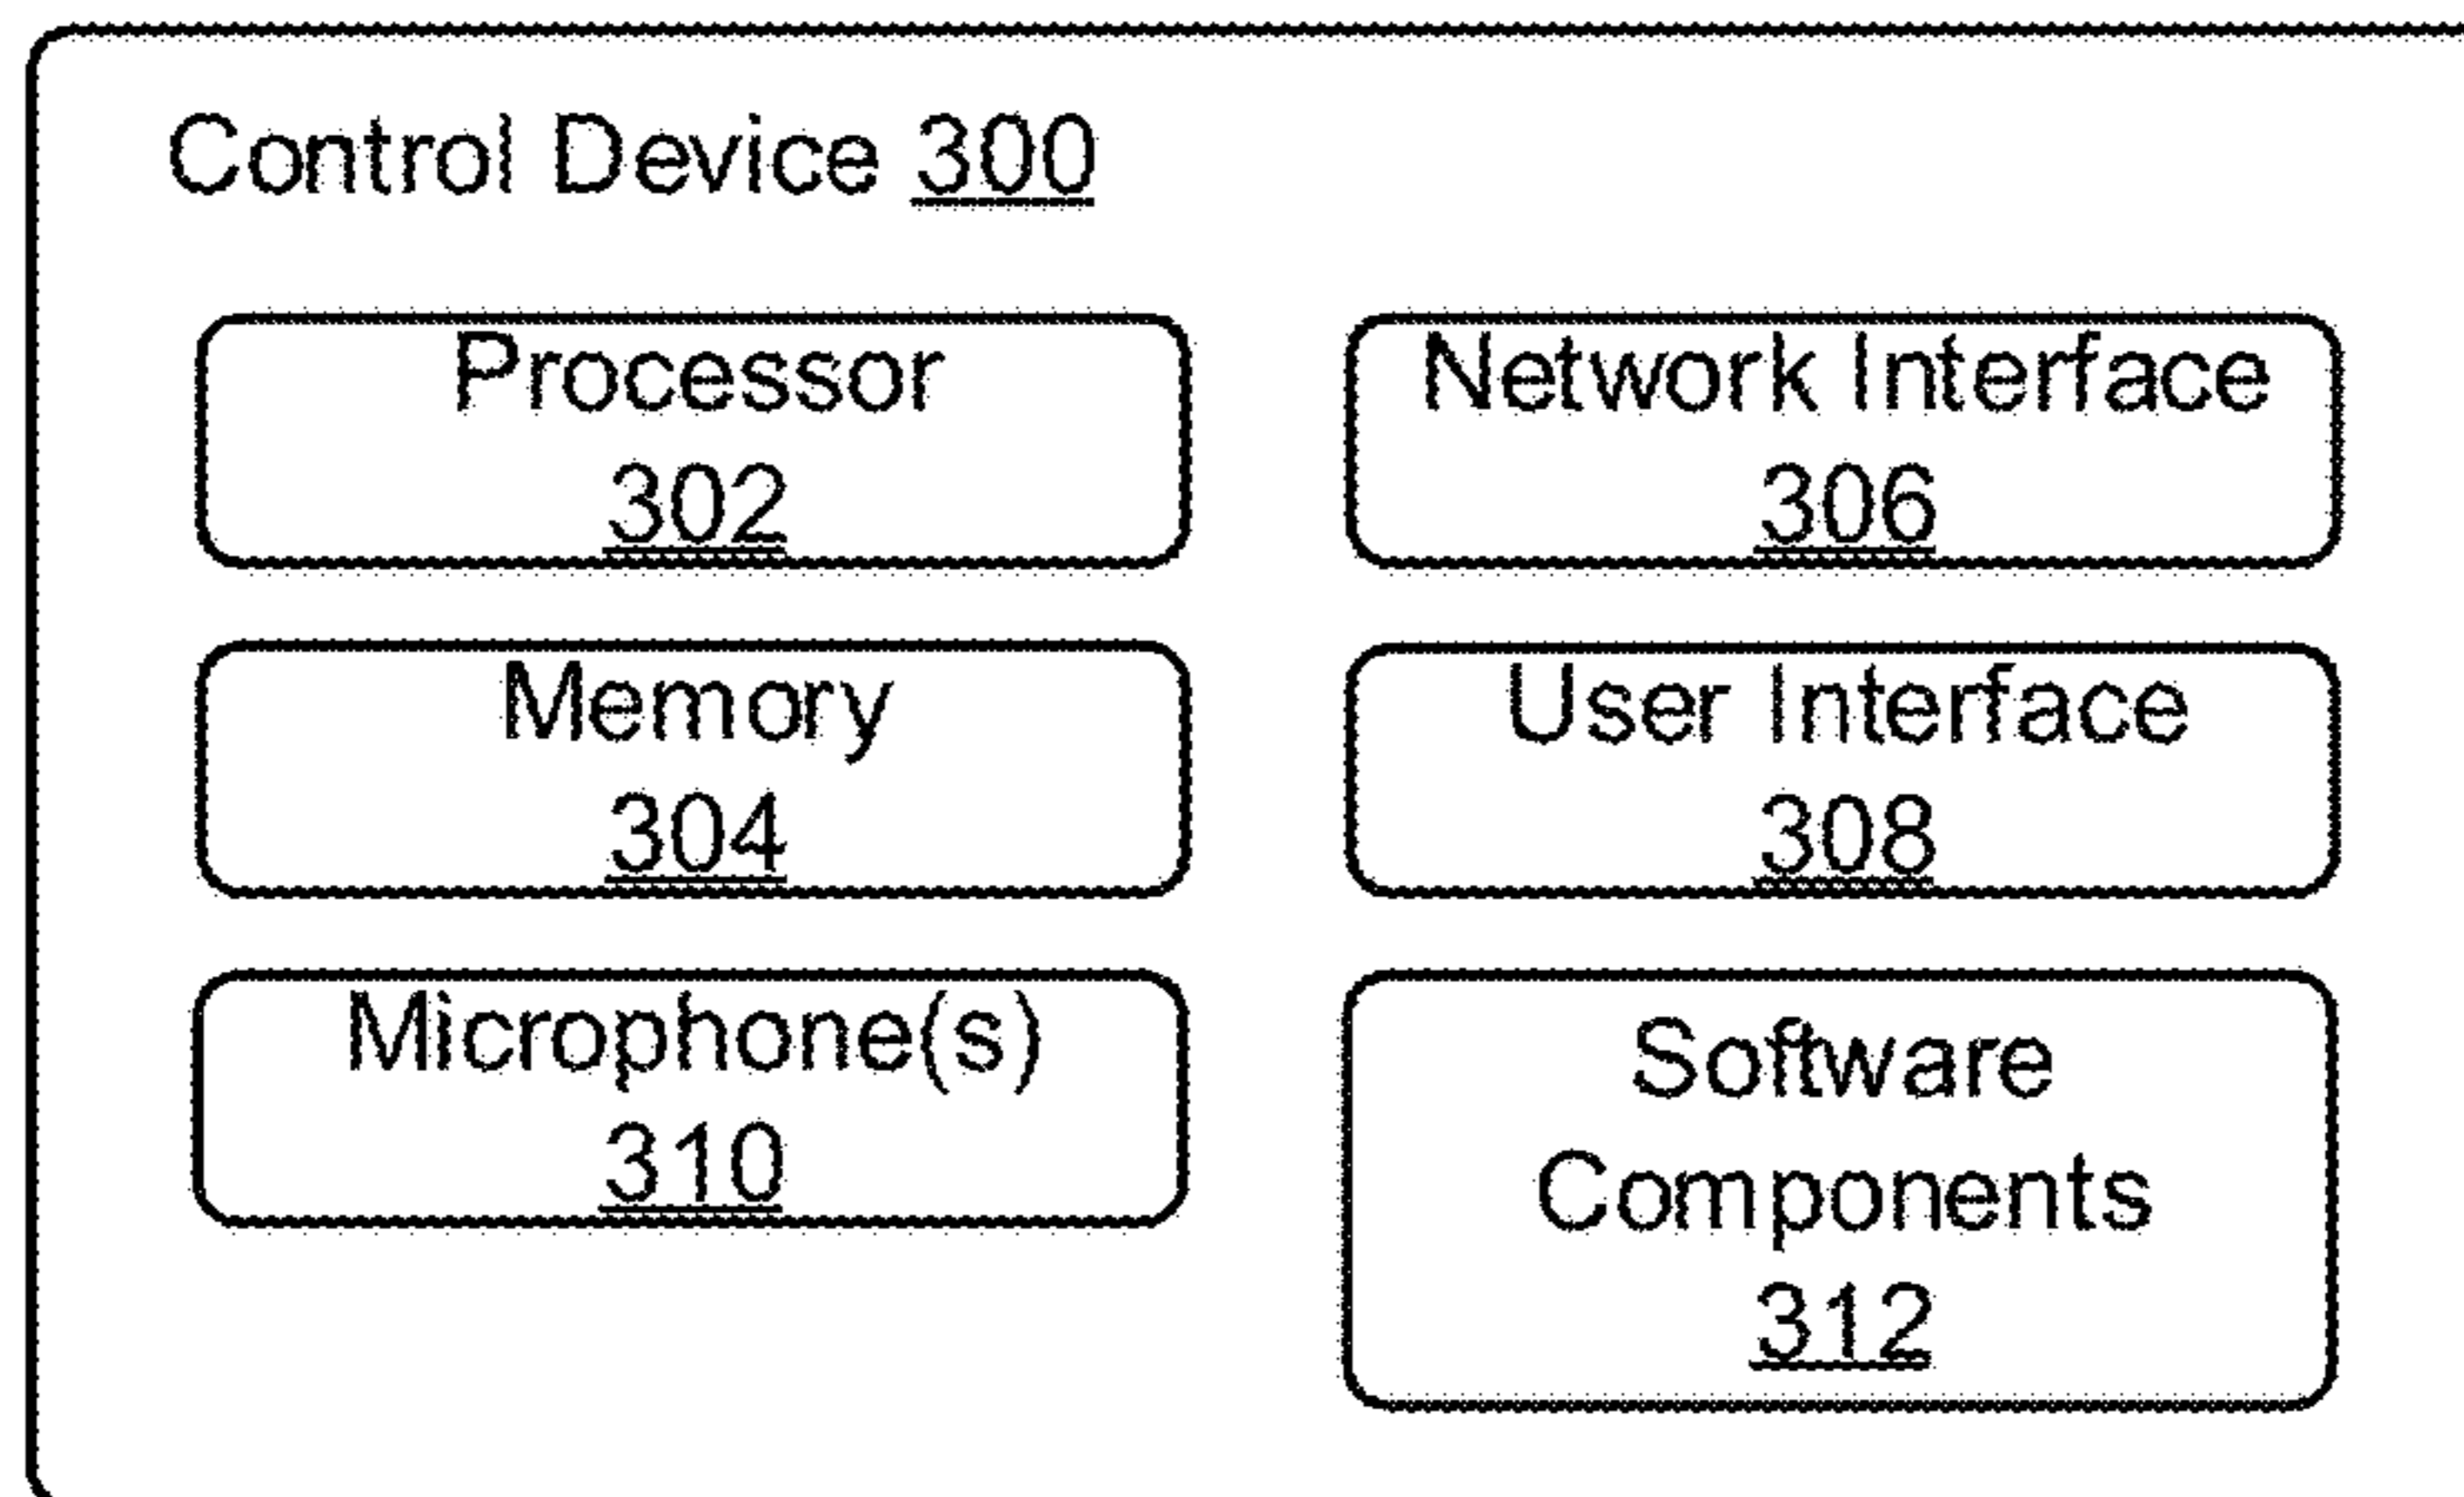 Control Device 300
Processor
302
Network Interface
306
Memory
304
User Interface
308
Microphone(s)
310
Software
Components
312